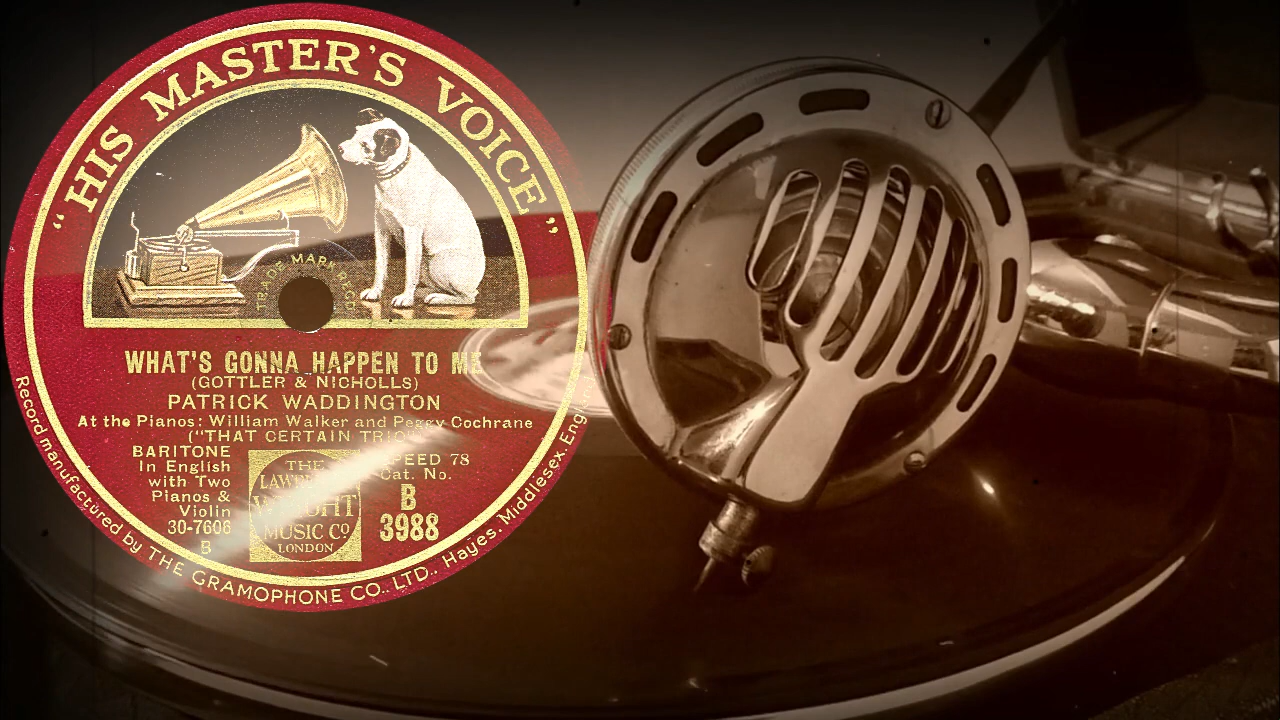 "HIS MASTER'S VOICE"
TRADE MARK REGD
WHAT'S GONNA HAPPEN TO ME
(GOTTLER & NICHOLLS)
PATRICK WADDINGTON
At the Pianos: William Walker and Peggy Cochrane
("THAT CERTAIN TRIO")
BARITONE
In English
with Two
Pianos &
Violin
30-7606
B
THE
WRIGHT
MUSIC Co
LONDON
SPEED 78
Cat. No.
B
3988
Record manufactured by THE GRAMOPHONE CO., LTD., Hayes, Middlesex, England